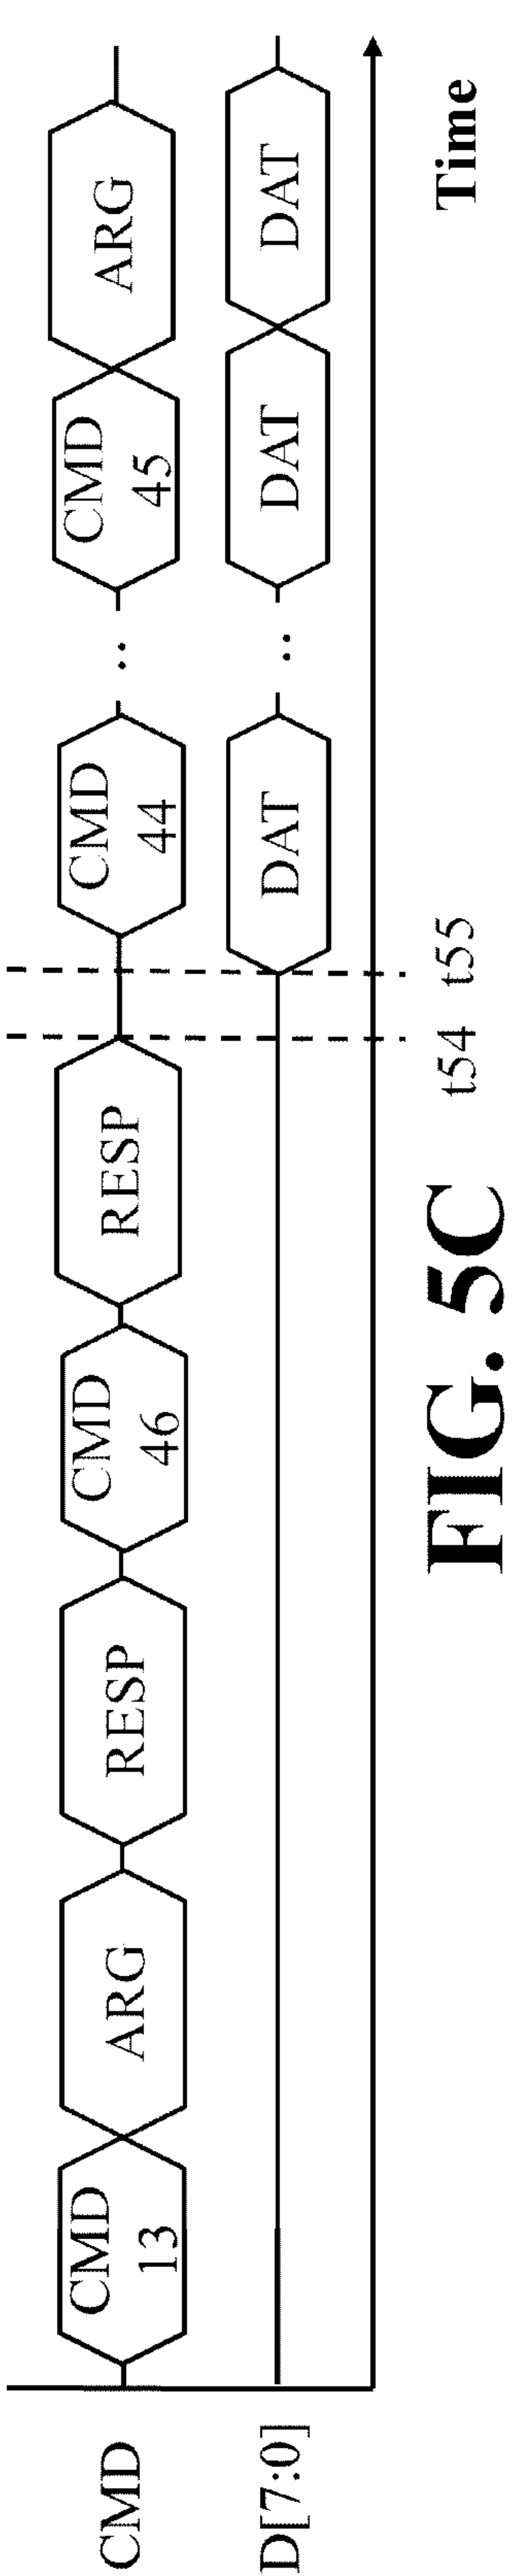 CMD
CMD
13
ARG
RESP
CMD
46
RESP
CMD
44
..
CMD
45
ARG
D[7:0]
DAT
..
DAT
DAT
t54
t55
Time
FIG. 5C